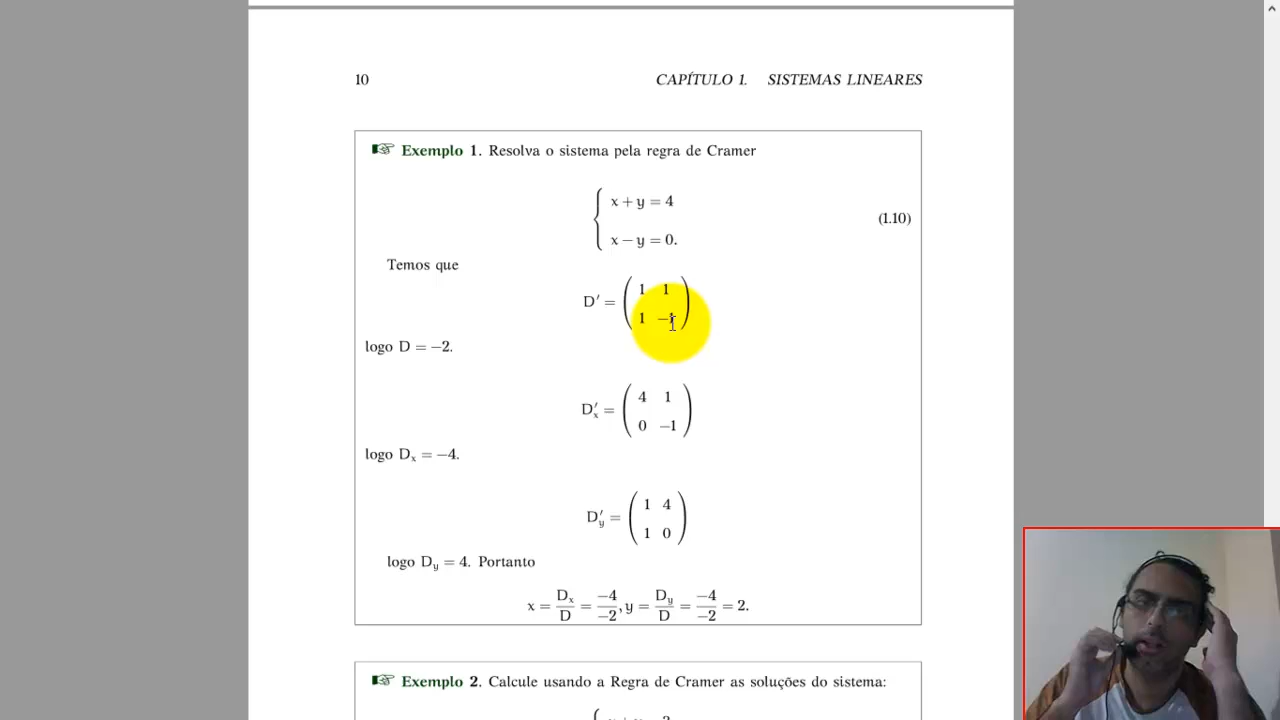 10 CAPÍTULO 1. SISTEMAS LINEARES
☞ Exemplo 1. Resolva o sistema pela regra de Cramer
x + y = 4
x − y = 0.
(1.10)
Temos que
D′ = ( 1 1
1 −1 )
logo D = −2.
D′x = ( 4 1
0 −1 )
logo Dx = −4.
D′y = ( 1 4
1 0 )
logo Dy = 4. Portanto
x = Dx/D = −4/−2, y = Dy/D = −4/−2 = 2.
☞ Exemplo 2. Calcule usando a Regra de Cramer as soluções do sistema: